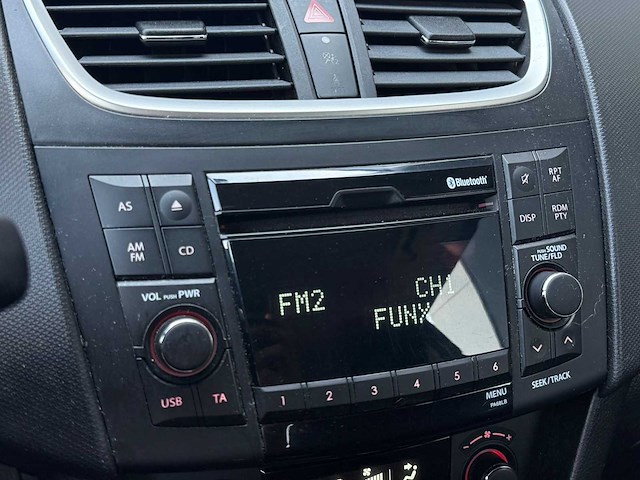 Bluetooth
AS
AM
FM
CD
RPT
AF
DISP
RDM
PTY
VOL PUSH PWR
PUSH SOUND
TUNE/FLD
FM2
CH1
FUNX
USB
TA
1 2 3 4 5 6
MENU
SEEK/TRACK